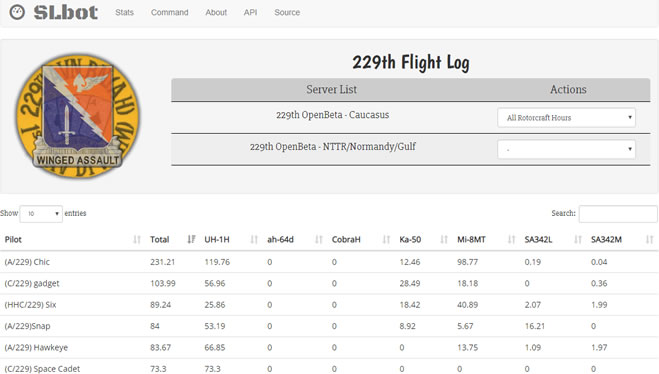 SLbot Stats Command About API Source
229th Flight Log
Server List Actions
229th OpenBeta - Caucasus All Rotorcraft Hours
229th OpenBeta - NTTR/Normandy/Gulf -
WINGED ASSAULT
Show 10 entries Search:
Pilot Total UH-1H ah-64d CobraH Ka-50 Mi-8MT SA342L SA342M
(A/229) Chic 231.21 119.76 0 0 12.46 98.77 0.19 0.04
(C/229) gadget 103.99 56.96 0 0 28.49 18.18 0 0.36
(HHC/229) Six 89.24 25.86 0 0 18.42 40.89 2.07 1.99
(A/229)Snap 84 53.19 0 0 8.92 5.67 16.21 0
(A/229) Hawkeye 83.67 66.85 0 0 0 13.75 1.09 1.97
(C/229) Space Cadet 73.3 73.3 0 0 0 0 0 0